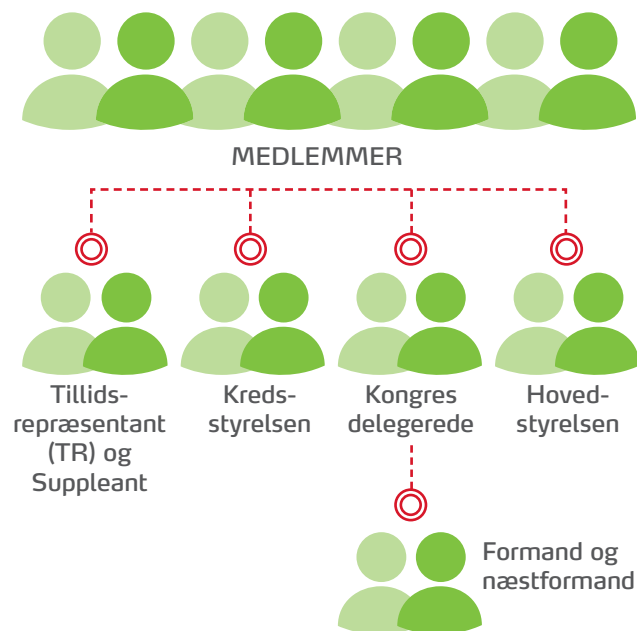 MEDLEMMER
Tillids-
repræsentant
(TR) og
Suppleant
Kreds-
styrelsen
Kongres
delegerede
Hoved-
styrelsen
Formand og
næstformand